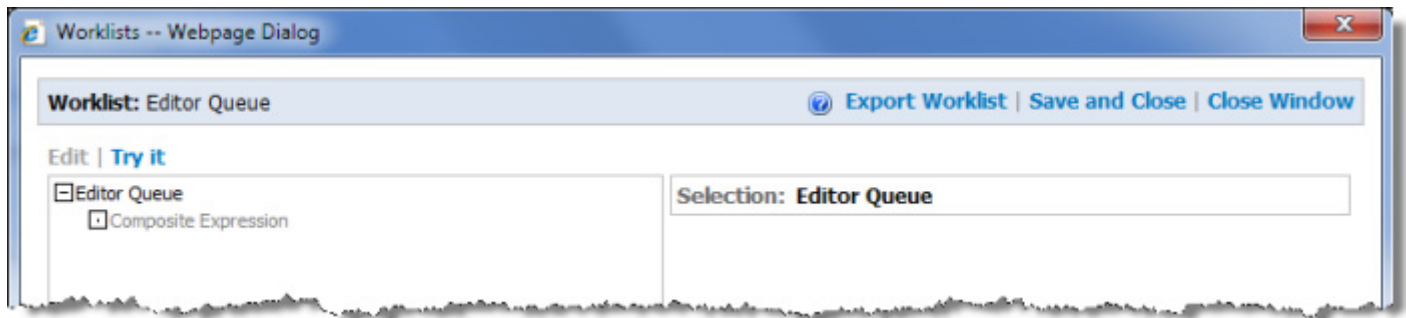 Worklists -- Webpage Dialog
Worklist: Editor Queue
Export Worklist | Save and Close | Close Window
Edit | Try it
Editor Queue
Composite Expression
Selection: Editor Queue